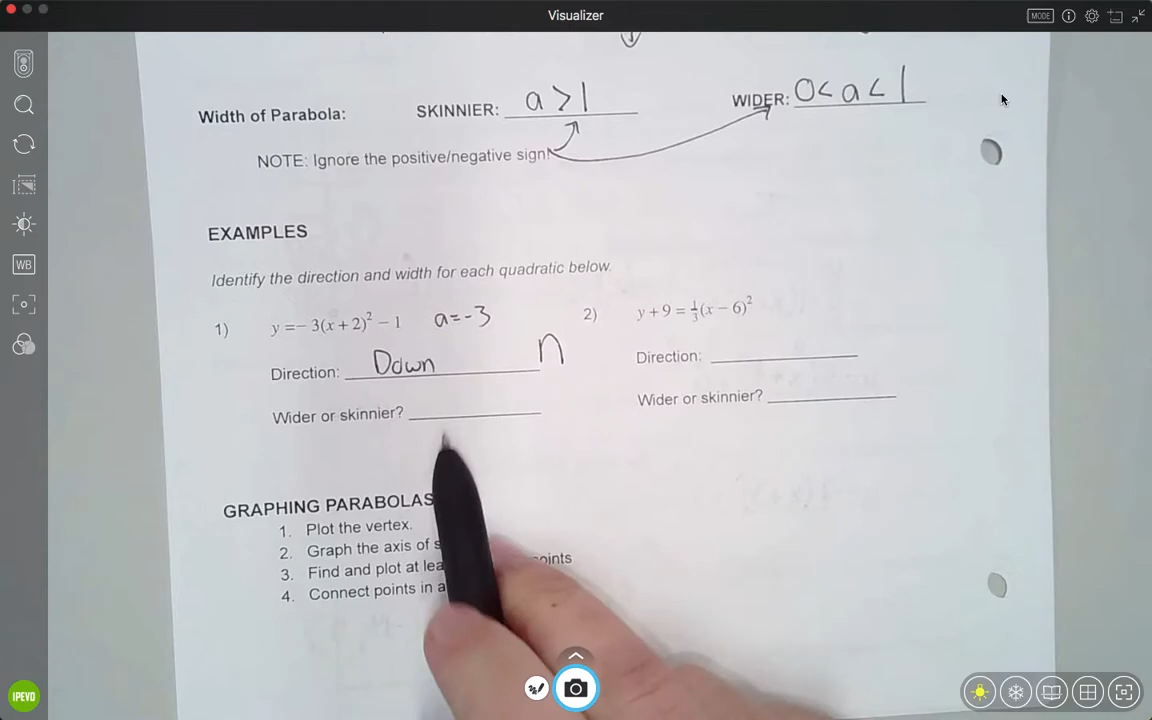 Visualizer
MODE
Width of Parabola: SKINNIER: a > 1 WIDER: 0 < a < 1
NOTE: Ignore the positive/negative sign!
EXAMPLES
Identify the direction and width for each quadratic below.
1) y = − 3(x + 2)² − 1 a = -3
Direction: Down n
Wider or skinnier?
2) y + 9 = 1/3(x − 6)²
Direction:
Wider or skinnier?
GRAPHING PARABOLAS
1. Plot the vertex.
2. Graph the axis of
3. Find and plot at points
4. Connect points in a
WB
IPEVO